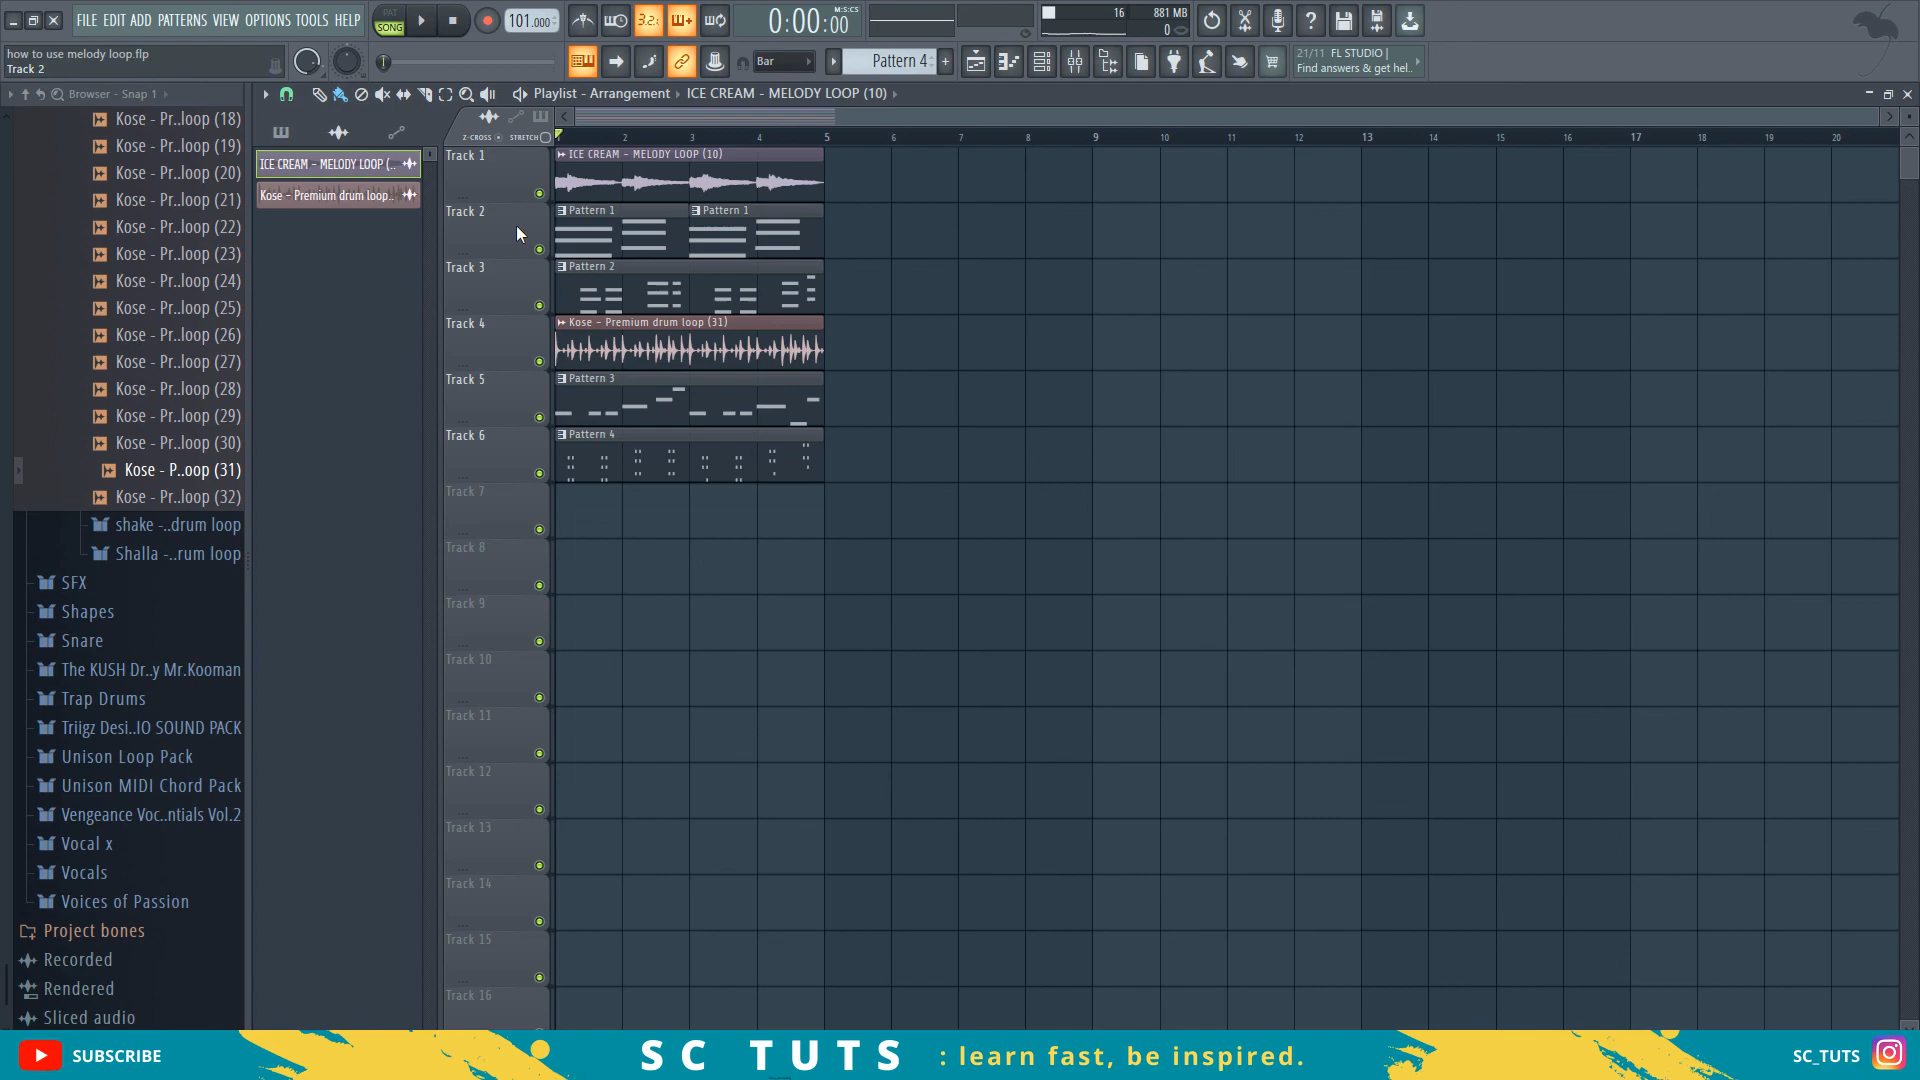 FILE EDIT ADD PATTERNS VIEW OPTIONS TOOLS HELP
PAT
SONG
101.000
3.2.
0:00:00
M:S:CS
16
881 MB
0
how to use melody loop.flp
Track 2
Bar
Pattern 4
+
21/11 FL STUDIO |
Find answers & get hel..
Browser - Snap 1
Playlist - Arrangement
ICE CREAM - MELODY LOOP (10)
Z-CROSS
STRETCH
2 3 4 5 6 7 8 9 10 11 12 13 14 15 16 17 18 19 20
Kose - Pr..loop (18)
Kose - Pr..loop (19)
Kose - Pr..loop (20)
Kose - Pr..loop (21)
Kose - Pr..loop (22)
Kose - Pr..loop (23)
Kose - Pr..loop (24)
Kose - Pr..loop (25)
Kose - Pr..loop (26)
Kose - Pr..loop (27)
Kose - Pr..loop (28)
Kose - Pr..loop (29)
Kose - Pr..loop (30)
Kose - P..oop (31)
Kose - Pr..loop (32)
shake -..drum loop
Shalla -..rum loop
SFX
Shapes
Snare
The KUSH Dr..y Mr.Kooman
Trap Drums
Triigz Desi..IO SOUND PACK
Unison Loop Pack
Unison MIDI Chord Pack
Vengeance Voc..ntials Vol.2
Vocal x
Vocals
Voices of Passion
Project bones
Recorded
Rendered
Sliced audio
ICE CREAM - MELODY LOOP (..
Kose - Premium drum loop..
Track 1
ICE CREAM - MELODY LOOP (10)
Track 2
Pattern 1
Pattern 1
Track 3
Pattern 2
Track 4
Kose - Premium drum loop (31)
Track 5
Pattern 3
Track 6
Pattern 4
Track 7
Track 8
Track 9
Track 10
Track 11
Track 12
Track 13
Track 14
Track 15
Track 16
SUBSCRIBE
SC TUTS : learn fast, be inspired.
SC_TUTS